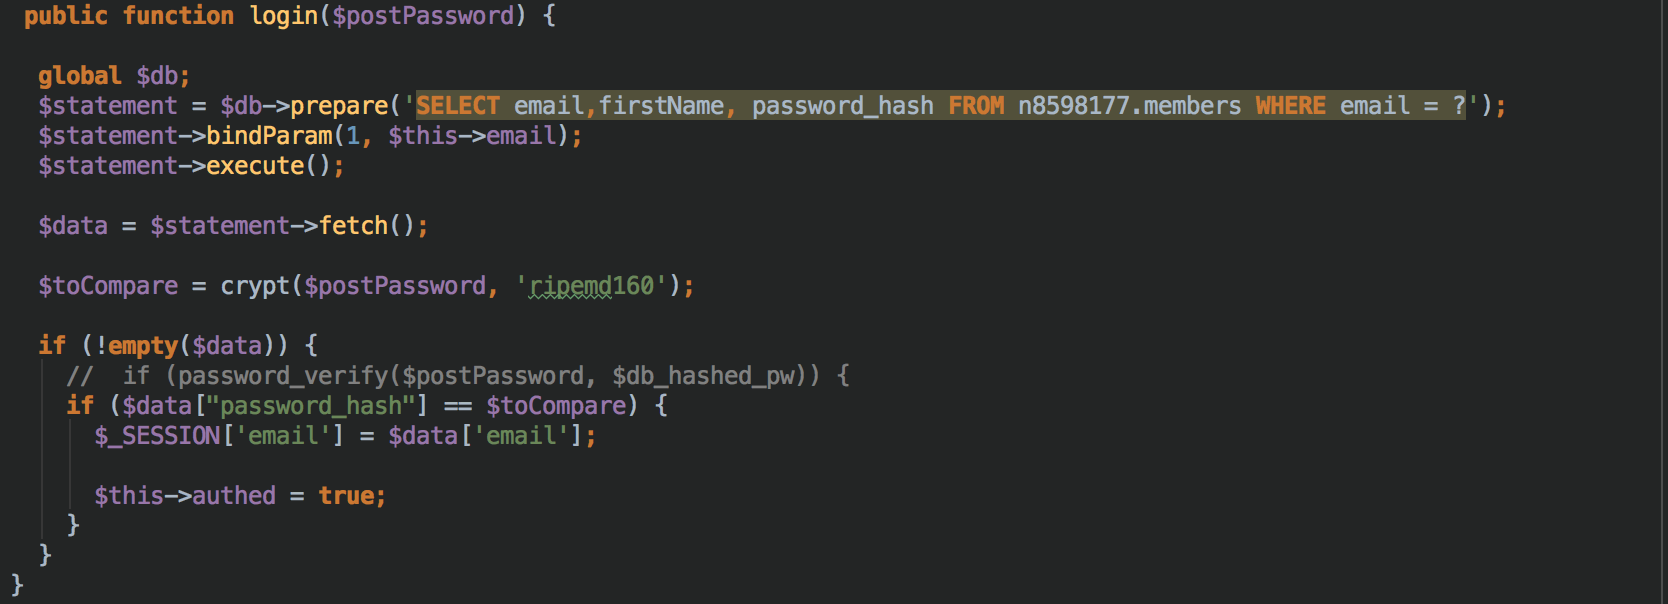 public function login($postPassword) {
global $db;
$statement = $db->prepare('SELECT email,firstName, password_hash FROM n8598177.members WHERE email = ?');
$statement->bindParam(1, $this->email);
$statement->execute();
$data = $statement->fetch();
$toCompare = crypt($postPassword, 'ripemd160');
if (!empty($data)) {
//  if (password_verify($postPassword, $db_hashed_pw)) {
if ($data["password_hash"] == $toCompare) {
$_SESSION['email'] = $data['email'];
$this->authed = true;
}
}
}